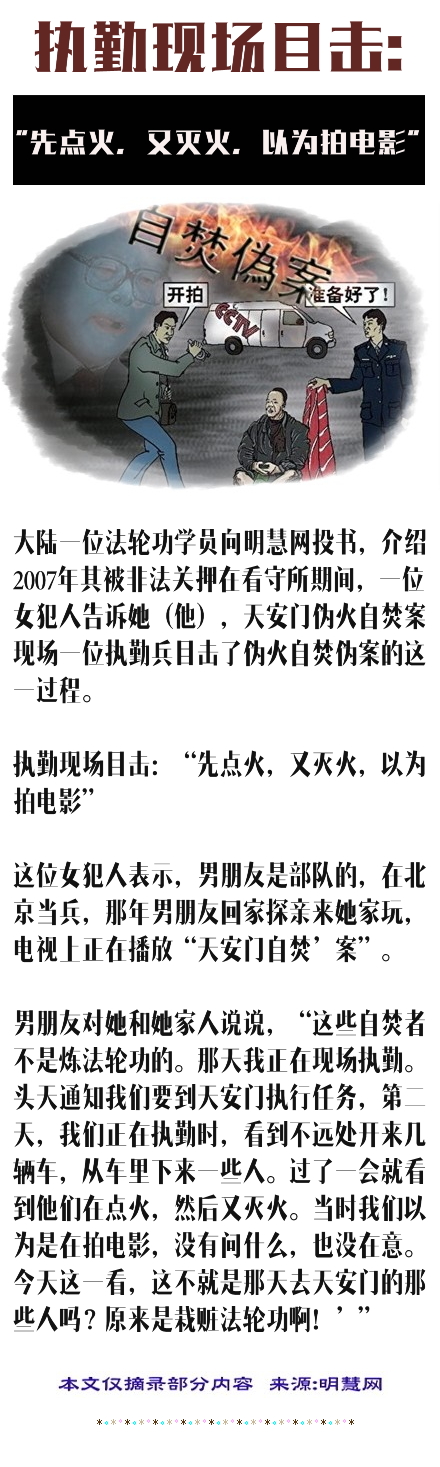 执勤现场目击:
“先点火，又灭火，以为拍电影”
自焚偽案
开拍
准备好了！
CCTV
大陆一位法轮功学员向明慧网投书，介绍
2007年其被非法关押在看守所期间，一位
女犯人告诉她（他），天安门伪火自焚案
现场一位执勤兵目击了伪火自焚伪案的这
一过程。
执勤现场目击：“先点火，又灭火，以为
拍电影”
这位女犯人表示，男朋友是部队的，在北
京当兵，那年男朋友回家探亲来她家玩，
电视上正在播放“天安门自焚’案”。
男朋友对她和她家人说说，“这些自焚者
不是炼法轮功的。那天我正在现场执勤。
头天通知我们要到天安门执行任务，第二
天，我们正在执勤时，看到不远处开来几
辆车，从车里下来一些人。过了一会就看
到他们在点火，然后又灭火。当时我们以
为是在拍电影，没有问什么，也没在意。
今天这一看，这不就是那天去天安门的那
些人吗？原来是栽赃法轮功啊！’”
本文仅摘录部分内容 来源:明慧网